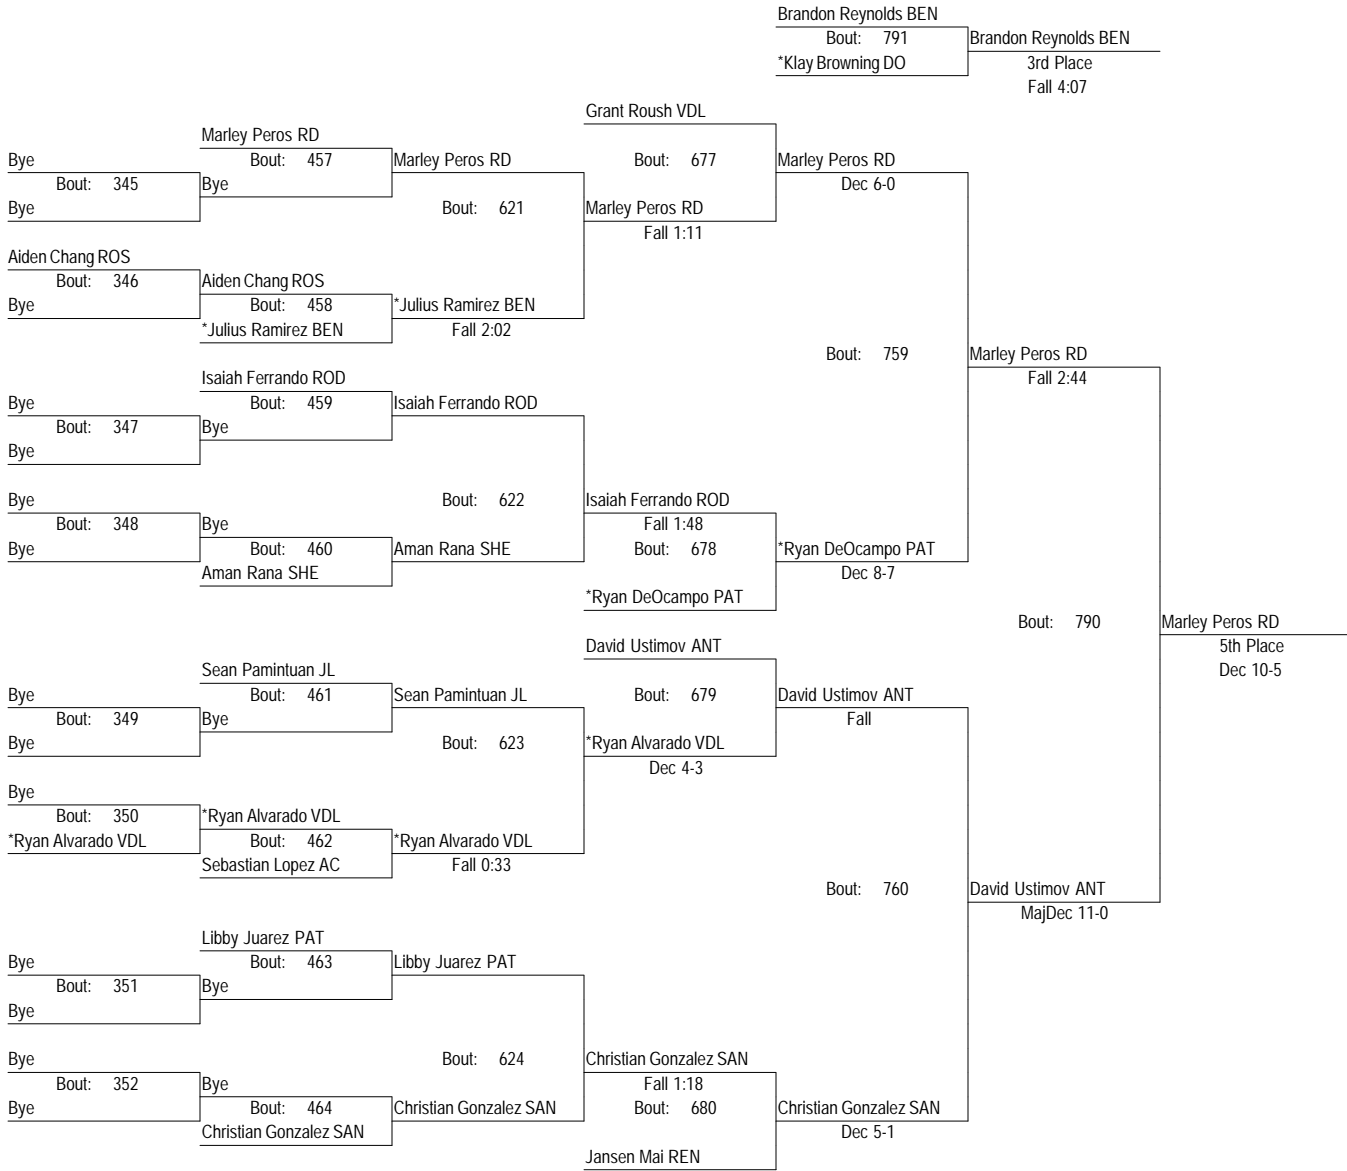 Brandon Reynolds BEN
Bout: 791
Brandon Reynolds BEN
*Klay Browning DO
3rd Place
Fall 4:07
Grant Roush VDL
Marley Peros RD
Bye
Bout: 457
Marley Peros RD
Bout: 677
Marley Peros RD
Bout: 345
Bye
Dec 6-0
Bye
Bout: 621
Marley Peros RD
Fall 1:11
Aiden Chang ROS
Bout: 346
Aiden Chang ROS
Bye
Bout: 458
*Julius Ramirez BEN
*Julius Ramirez BEN
Fall 2:02
Bout: 759
Marley Peros RD
Isaiah Ferrando ROD
Fall 2:44
Bye
Bout: 459
Isaiah Ferrando ROD
Bout: 347
Bye
Bye
Bye
Bout: 622
Isaiah Ferrando ROD
Bout: 348
Bye
Fall 1:48
Bye
Bout: 460
Aman Rana SHE
Bout: 678
*Ryan DeOcampo PAT
Aman Rana SHE
Dec 8-7
*Ryan DeOcampo PAT
Bout: 790
Marley Peros RD
David Ustimov ANT
5th Place
Sean Pamintuan JL
Dec 10-5
Bye
Bout: 461
Sean Pamintuan JL
Bout: 679
David Ustimov ANT
Bout: 349
Bye
Fall
Bye
Bout: 623
*Ryan Alvarado VDL
Dec 4-3
Bye
Bout: 350
*Ryan Alvarado VDL
*Ryan Alvarado VDL
Bout: 462
*Ryan Alvarado VDL
Sebastian Lopez AC
Fall 0:33
Bout: 760
David Ustimov ANT
MajDec 11-0
Libby Juarez PAT
Bye
Bout: 463
Libby Juarez PAT
Bout: 351
Bye
Bye
Bye
Bout: 624
Christian Gonzalez SAN
Bout: 352
Bye
Fall 1:18
Bye
Bout: 464
Christian Gonzalez SAN
Bout: 680
Christian Gonzalez SAN
Christian Gonzalez SAN
Dec 5-1
Jansen Mai REN